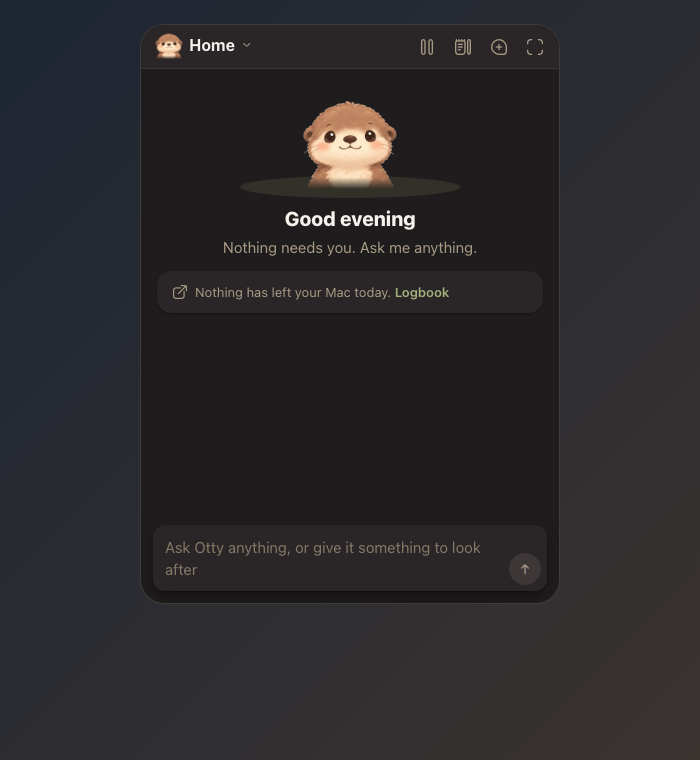 Home
Good evening
Nothing needs you. Ask me anything.
Nothing has left your Mac today. Logbook
Ask Otty anything, or give it something to look
after